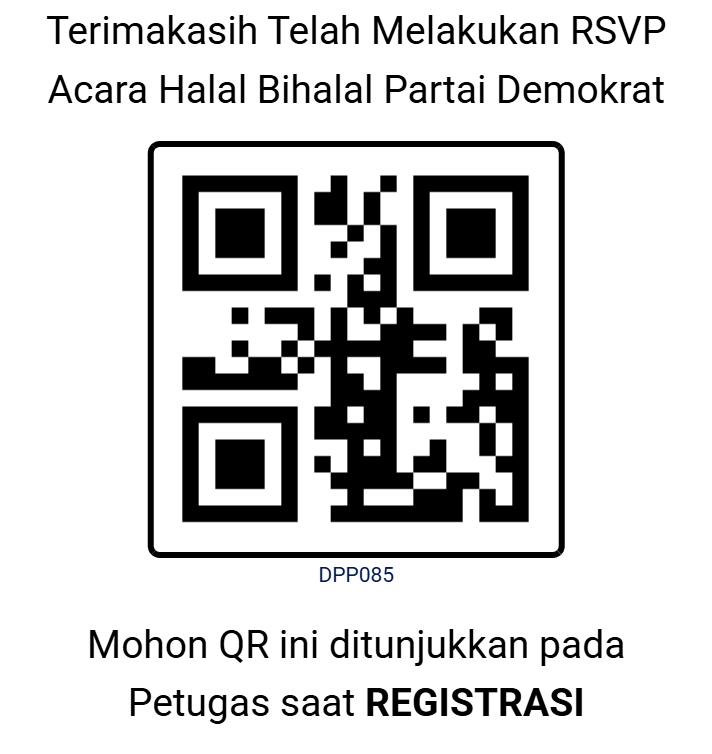 Terimakasih Telah Melakukan RSVP
Acara Halal Bihalal Partai Demokrat
DPP085
Mohon QR ini ditunjukkan pada
Petugas saat REGISTRASI